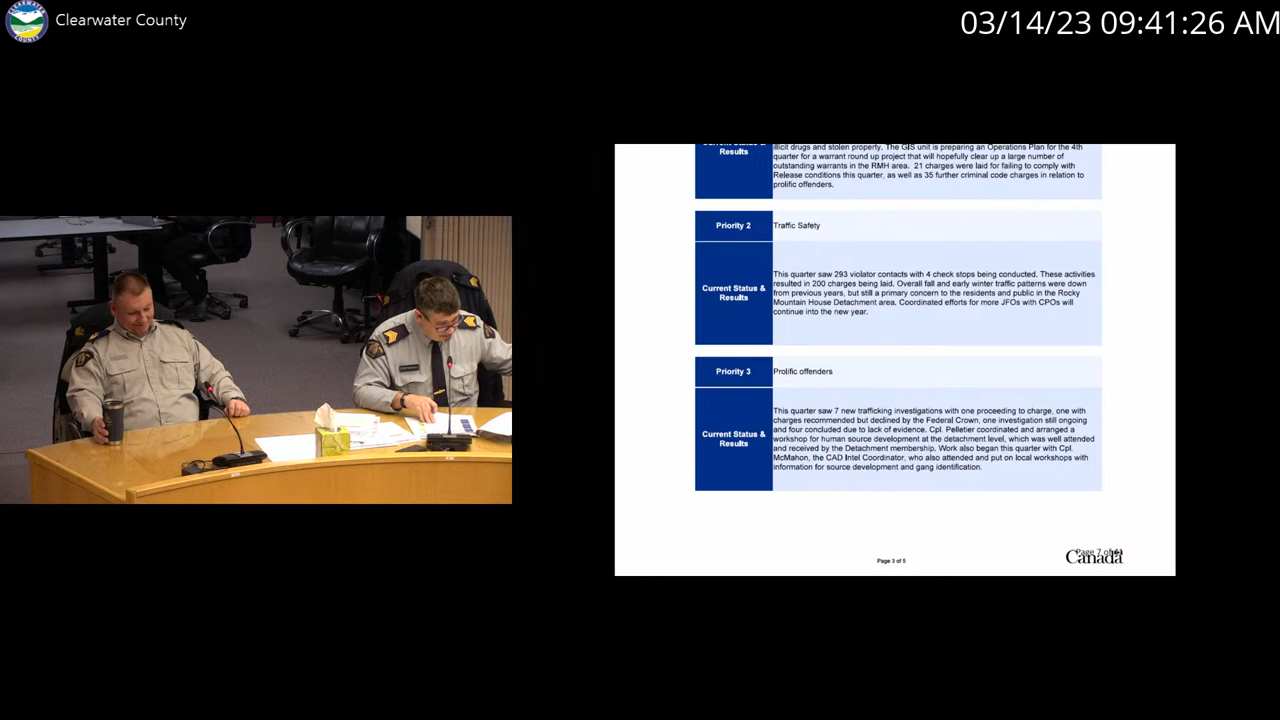 Clearwater County
03/14/23 09:41:26 AM
Results
illicit drugs and stolen property. The GIS unit is preparing an Operations Plan for the 4th
quarter for a warrant round up project that will hopefully clear up a large number of
outstanding warrants in the RMH area. 21 charges were laid for failing to comply with
Release conditions this quarter, as well as 35 further criminal code charges in relation to
prolific offenders.
Priority 2
Traffic Safety
Current Status &
Results
This quarter saw 293 violator contacts with 4 check stops being conducted. These activities
resulted in 200 charges being laid. Overall fall and early winter traffic patterns were down
from previous years, but still a primary concern to the residents and public in the Rocky
Mountain House Detachment area. Coordinated efforts for more JFOs with CPOs will
continue into the new year.
Priority 3
Prolific offenders
Current Status &
Results
This quarter saw 7 new trafficking investigations with one proceeding to charge, one with
charges recommended but declined by the Federal Crown, one investigation still ongoing
and four concluded due to lack of evidence. Cpl. Pelletier coordinated and arranged a
workshop for human source development at the detachment level, which was well attended
and received by the Detachment membership. Work also began this quarter with Cpl.
McMahon, the CAD Intel Coordinator, who also attended and put on local workshops with
information for source development and gang identification.
Page 3 of 5
Page 7 of
Canada